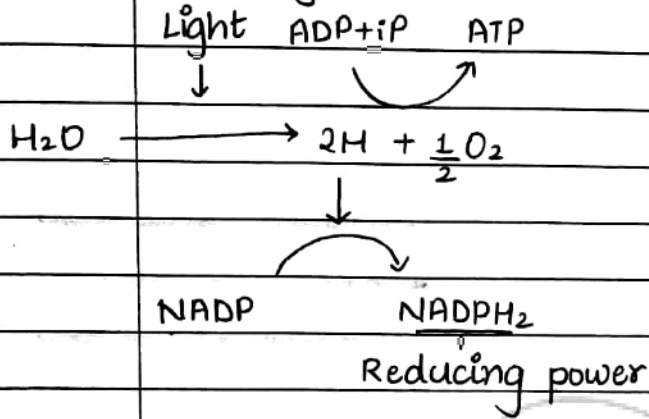 Light ADP+iP ATP
H2O 2H + 1/2 O2
NADP NADPH2
Reducing power